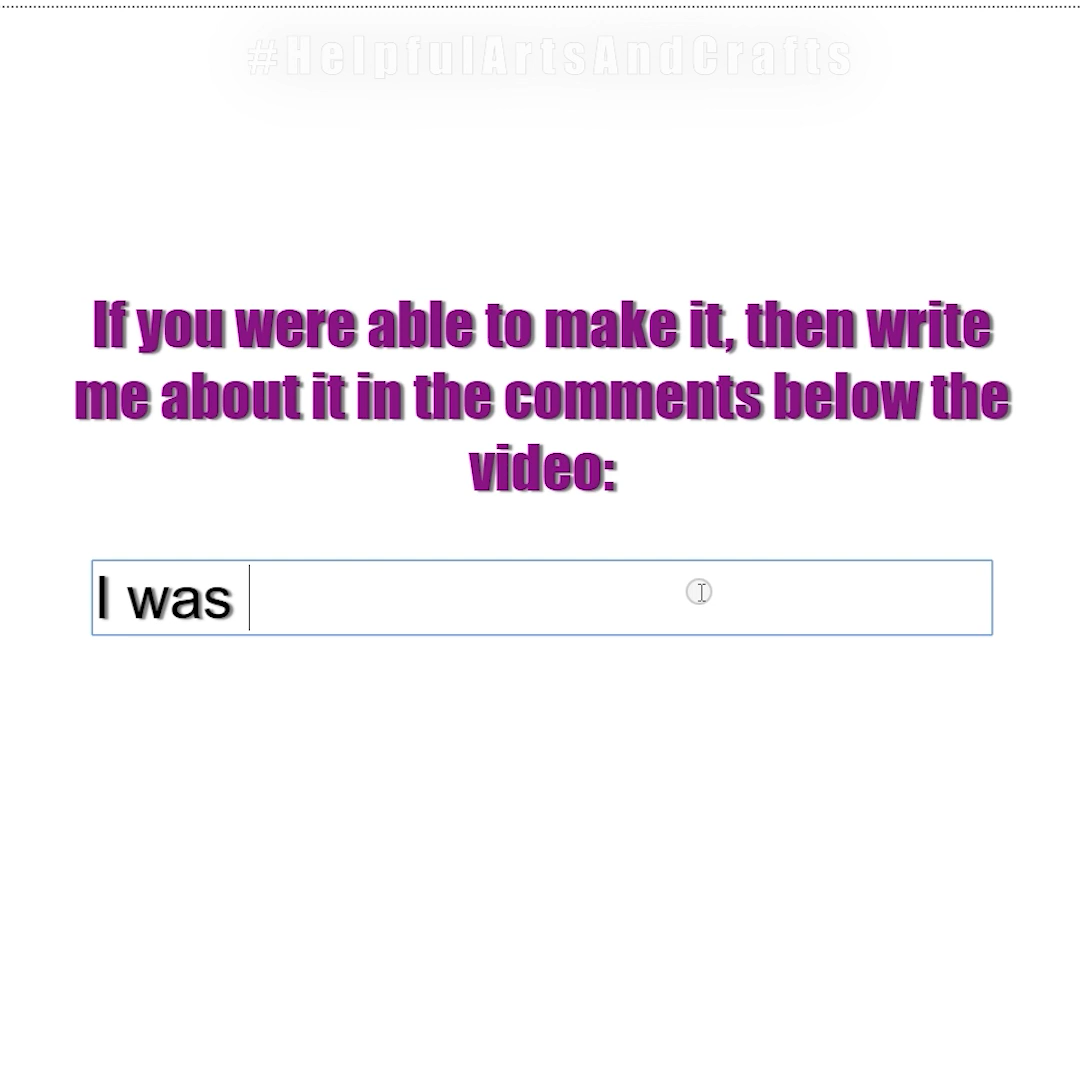 #HelpfulArtsAndCrafts
If you were able to make it, then write
me about it in the comments below the
video:
I was